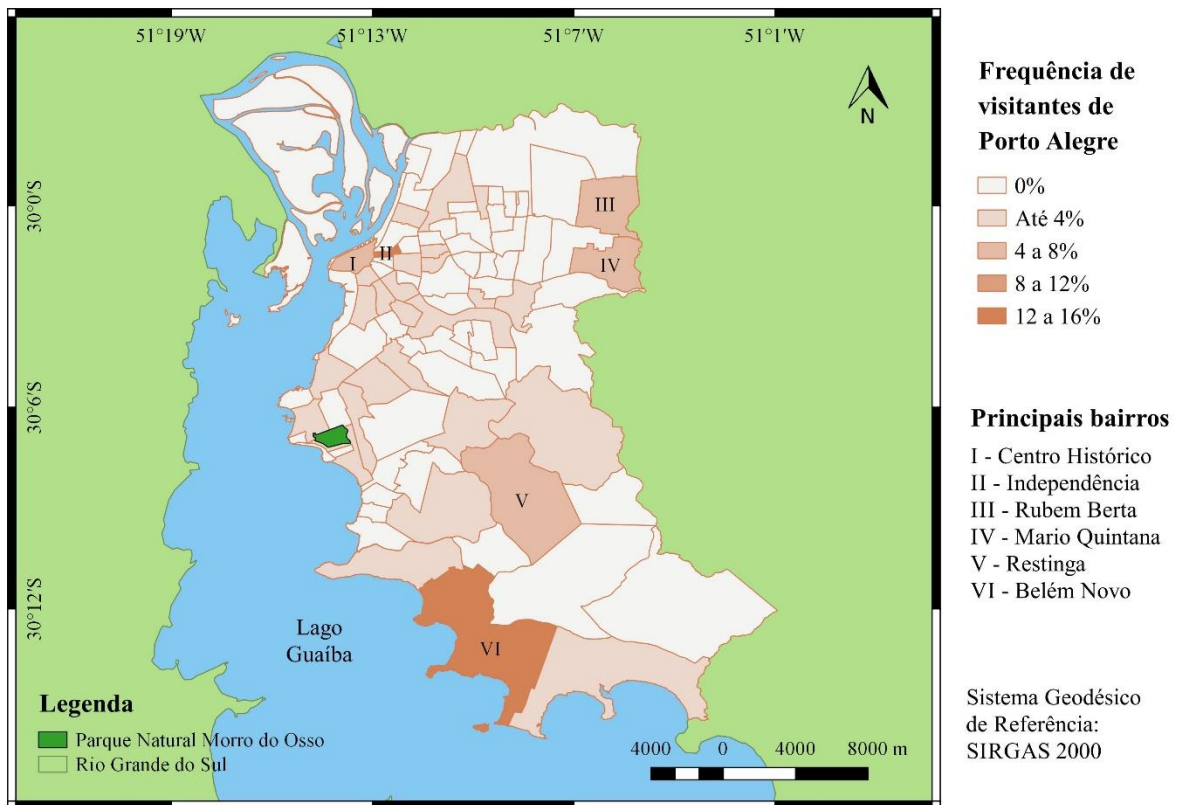 51°19'W
51°13'W
51°7'W
51°1'W
30°0'S
30°6'S
30°12'S
N
I
II
III
IV
V
VI
Lago
Guaíba
Legenda
Parque Natural Morro do Osso
Rio Grande do Sul
4000 0 4000 8000 m
Frequência de
visitantes de
Porto Alegre
0%
Até 4%
4 a 8%
8 a 12%
12 a 16%
Principais bairros
I - Centro Histórico
II - Independência
III - Rubem Berta
IV - Mario Quintana
V - Restinga
VI - Belém Novo
Sistema Geodésico
de Referência:
SIRGAS 2000